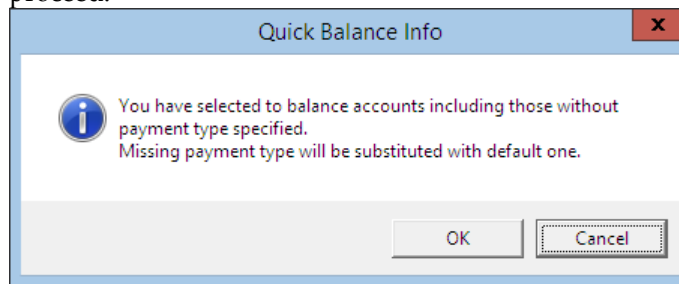 proceed.
Quick Balance Info
x
You have selected to balance accounts including those without
payment type specified.
Missing payment type will be substituted with default one.
OK
Cancel